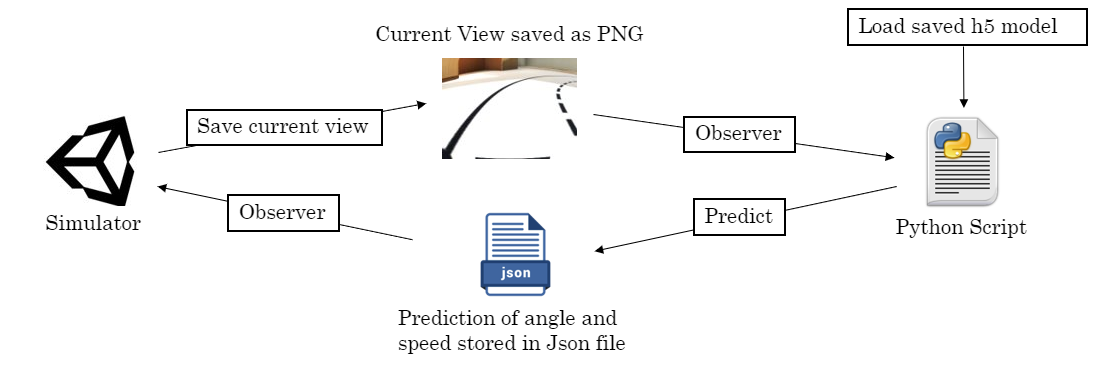 Load saved h5 model
Current View saved as PNG
Save current view
Observer
Simulator
Observer
Predict
Python Script
json
Prediction of angle and
speed stored in Json file